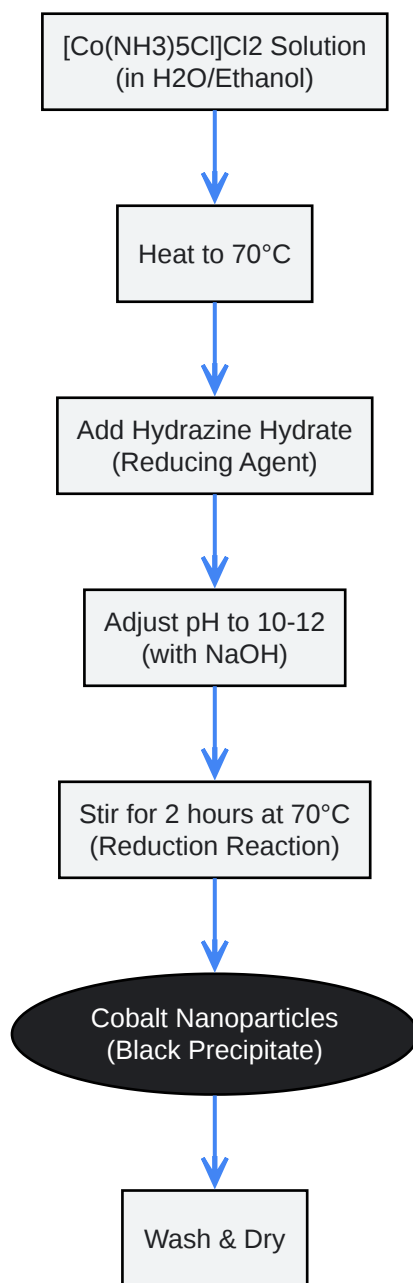 [Co(NH3)5Cl]Cl2 Solution
(in H2O/Ethanol)
Heat to 70°C
Add Hydrazine Hydrate
(Reducing Agent)
Adjust pH to 10-12
(with NaOH)
Stir for 2 hours at 70°C
(Reduction Reaction)
Cobalt Nanoparticles
(Black Precipitate)
Wash & Dry